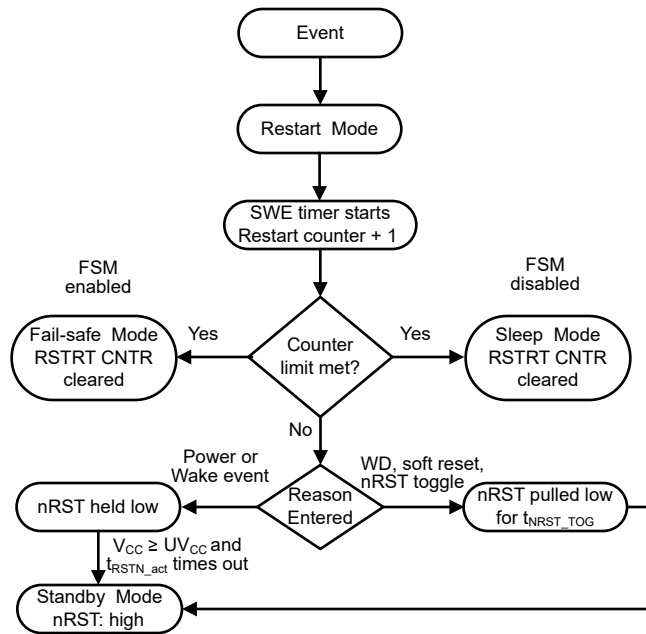 Event
Restart Mode
SWE timer starts
Restart counter + 1
FSM
enabled
FSM
disabled
Fail-safe Mode
RSTRT CNTR
cleared
Yes
Counter
limit met?
Yes
Sleep Mode
RSTRT CNTR
cleared
No
Power or
Wake event
WD, soft reset,
nRST toggle
nRST held low
Reason
Entered
nRST pulled low
for tNRST_TOG
VCC ≥ UVCC and
tRSTN_act times out
Standby Mode
nRST: high